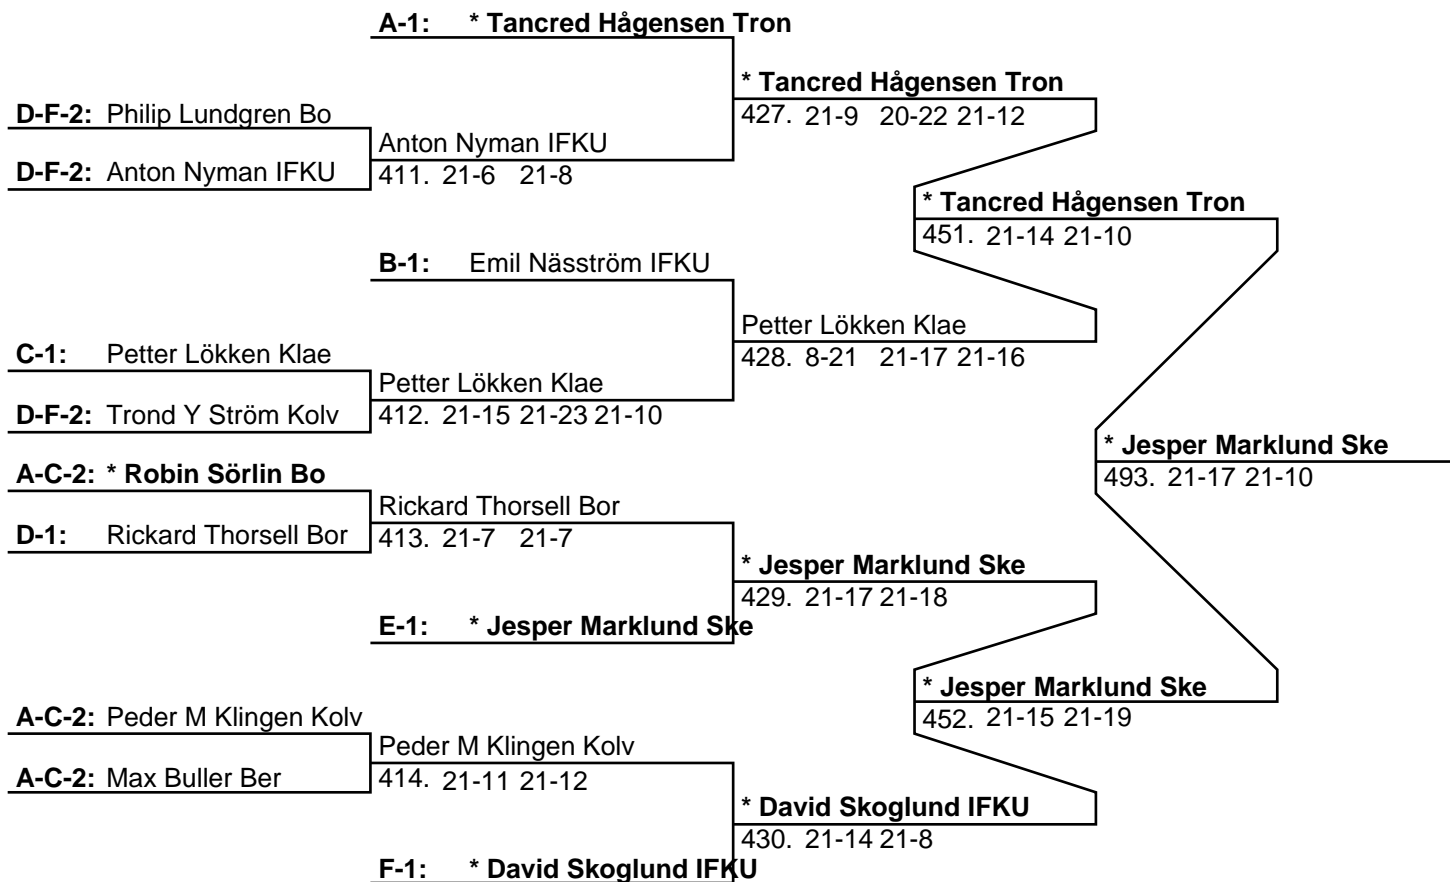 A-1: * Tancred Hågensen Tron
* Tancred Hågensen Tron
D-F-2: Philip Lundgren Bo
427. 21-9 20-22 21-12
Anton Nyman IFKU
D-F-2: Anton Nyman IFKU
411. 21-6 21-8
* Tancred Hågensen Tron
451. 21-14 21-10
B-1: Emil Näsström IFKU
Petter Lökken Klae
C-1: Petter Lökken Klae
428. 8-21 21-17 21-16
Petter Lökken Klae
D-F-2: Trond Y Ström Kolv
412. 21-15 21-23 21-10
* Jesper Marklund Ske
A-C-2: * Robin Sörlin Bo
493. 21-17 21-10
Rickard Thorsell Bor
D-1: Rickard Thorsell Bor
413. 21-7 21-7
* Jesper Marklund Ske
429. 21-17 21-18
E-1: * Jesper Marklund Ske
* Jesper Marklund Ske
A-C-2: Peder M Klingen Kolv
452. 21-15 21-19
Peder M Klingen Kolv
A-C-2: Max Buller Ber
414. 21-11 21-12
* David Skoglund IFKU
430. 21-14 21-8
F-1: * David Skoglund IFKU